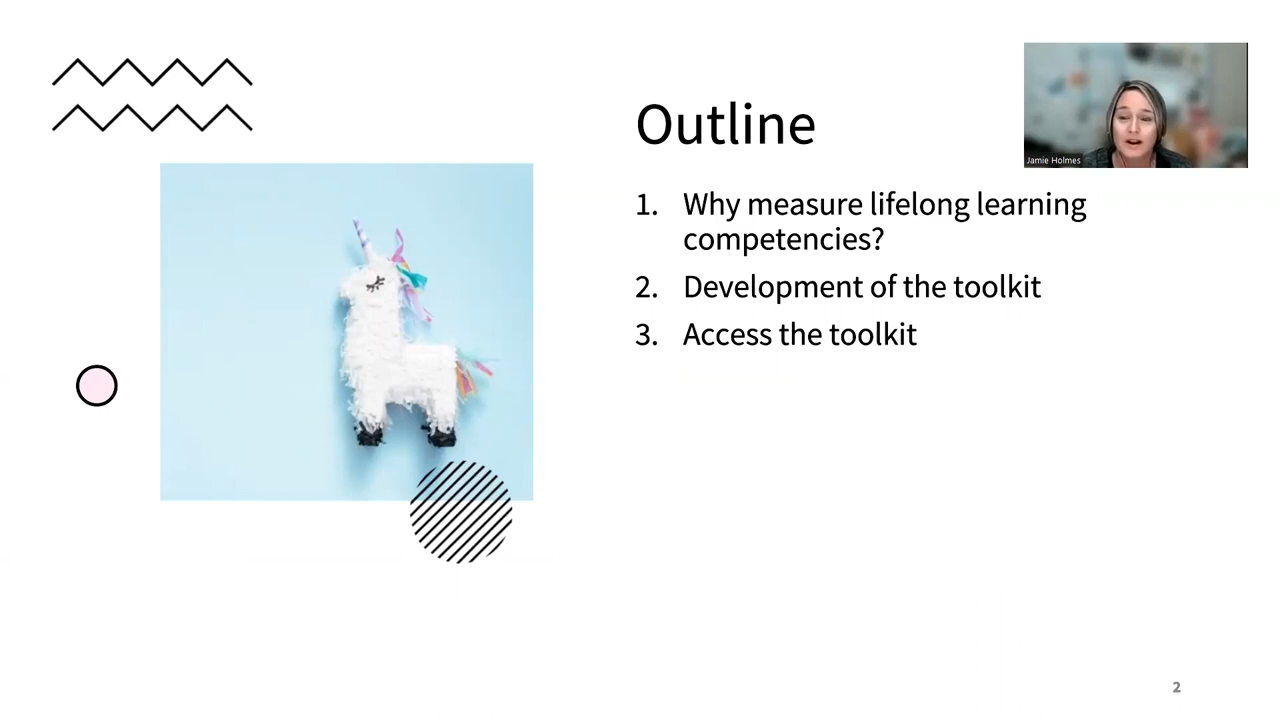 Outline
Jamie Holmes
1. Why measure lifelong learning
competencies?
2. Development of the toolkit
3. Access the toolkit
2